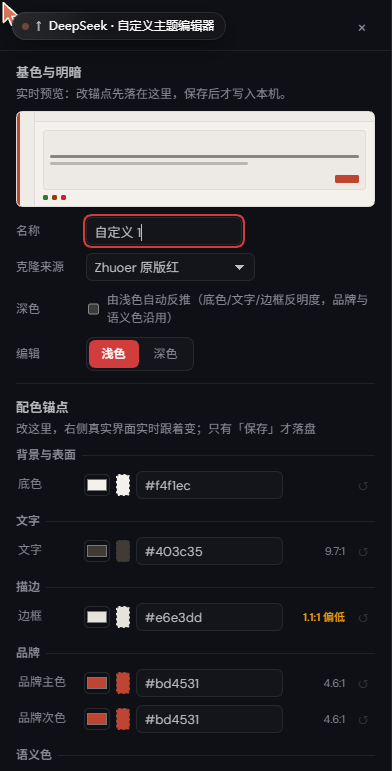 ↑ DeepSeek · 自定义主题编辑器 ×
基色与明暗
实时预览：改锚点先落在这里，保存后才写入本机。
名称 自定义 1
克隆来源 Zhuoer 原版红
深色 由浅色自动反推（底色/文字/边框反明度，品牌与
语义色沿用）
编辑 浅色 深色
配色锚点
改这里，右侧真实界面实时跟着变；只有「保存」才落盘
背景与表面
底色 #f4f1ec ↺
文字
文字 #403c35 9.7:1 ↺
描边
边框 #e6e3dd 1.1:1 偏低 ↺
品牌
品牌主色 #bd4531 4.6:1 ↺
品牌次色 #bd4531 4.6:1 ↺
语义色